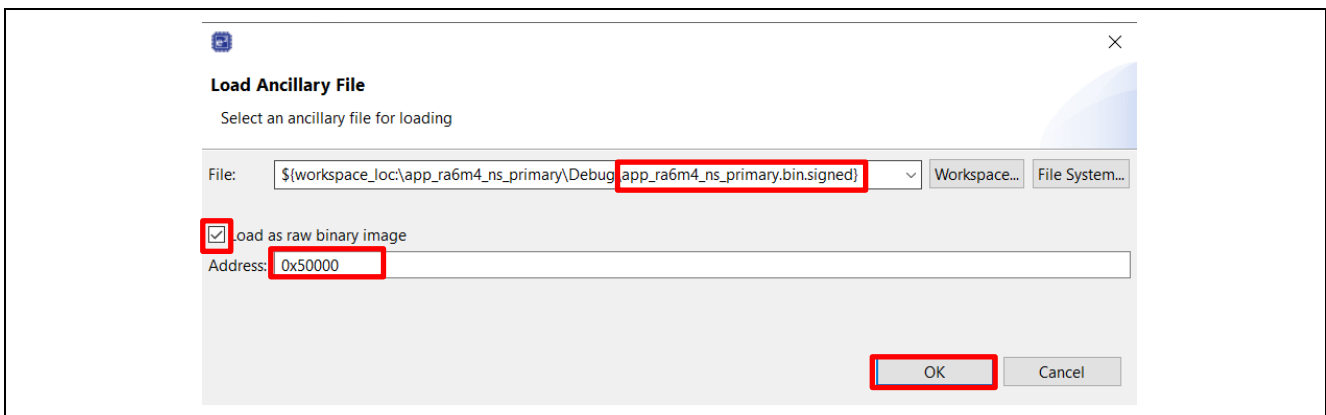 Load Ancillary File
Select an ancillary file for loading
File: ${workspace_loc:\app_ra6m4_ns_primary\Debug\app_ra6m4_ns_primary.bin.signed} Workspace... File System...
Load as raw binary image
Address: 0x50000
OK Cancel